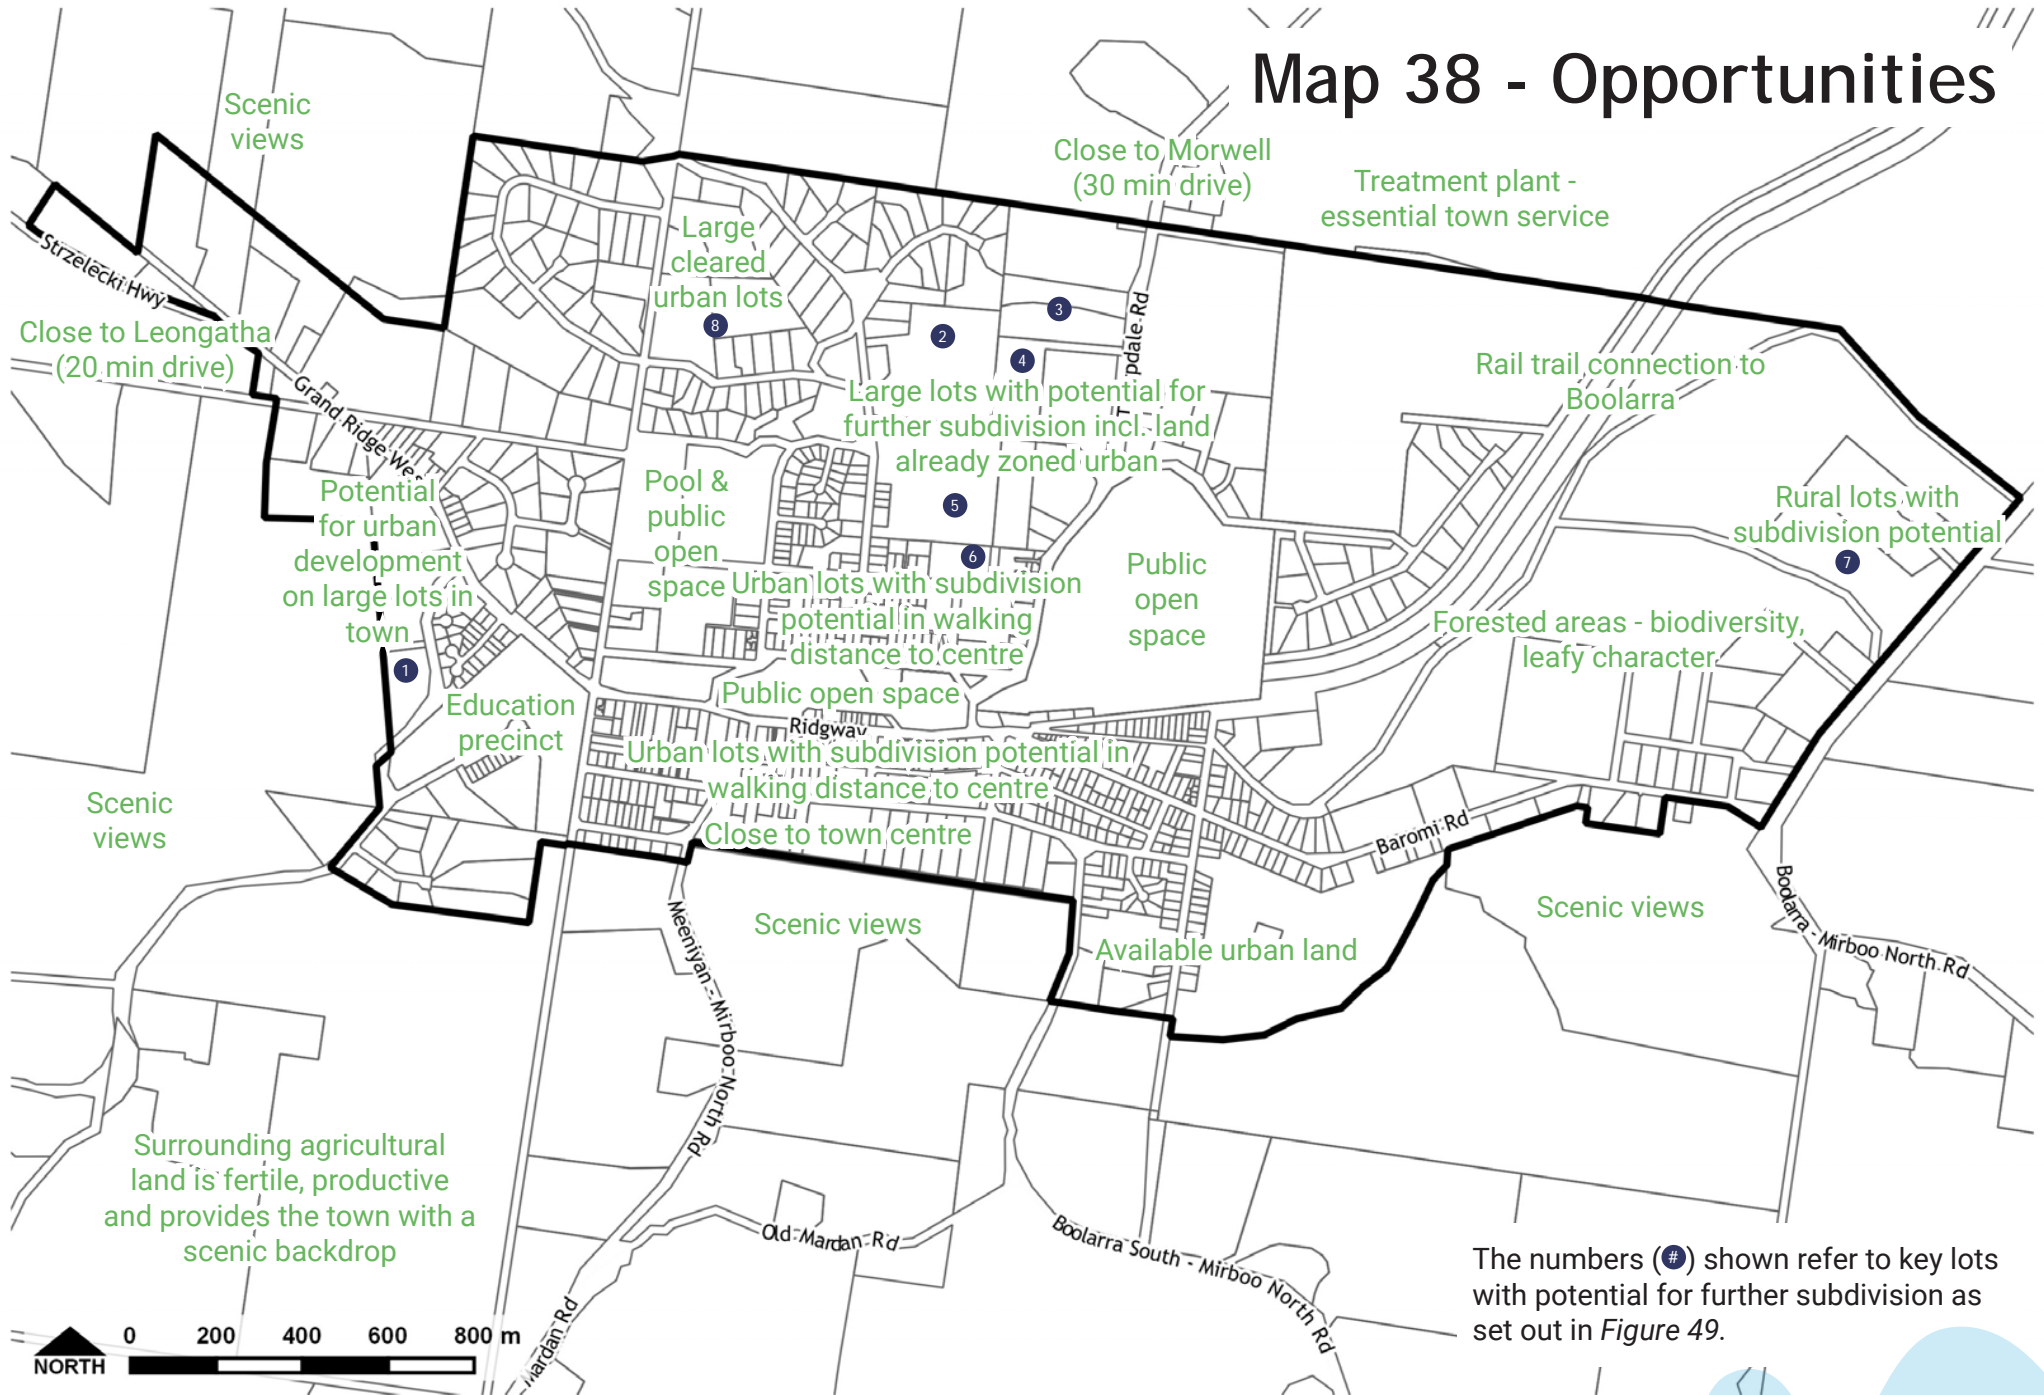 Map 38 - Opportunities
Scenic
views
Close to Morwell
(30 min drive)
Treatment plant -
essential town service
Large
cleared
urban lots
8
Strzelecki Hwy
Close to Leongatha
(20 min drive)
3
2
4
Rail trail connection to
Boolarra
Grand Ridge West
Large lots with potential for
further subdivision incl. land
already zoned urban
Potential
for urban
development
on large lots in
town
1
Pool &
public
open
space
5
6
Public
open
space
Rural lots with
subdivision potential
7
Urban lots with subdivision
potential in walking
distance to centre
Forested areas - biodiversity,
leafy character
Public open space
Education
precinct
Ridgway
Urban lots with subdivision potential in
walking distance to centre
Close to town centre
Scenic
views
Baromi Rd
Scenic views
Scenic views
Available urban land
Boolarra - Mirboo North Rd
Meeniyan - Mirboo North Rd
Surrounding agricultural
land is fertile, productive
and provides the town with a
scenic backdrop
Old Mardan Rd
Boolarra South - Mirboo North Rd
Mardan Rd
The numbers (#) shown refer to key lots
with potential for further subdivision as
set out in Figure 49.
0 200 400 600 800 m
NORTH